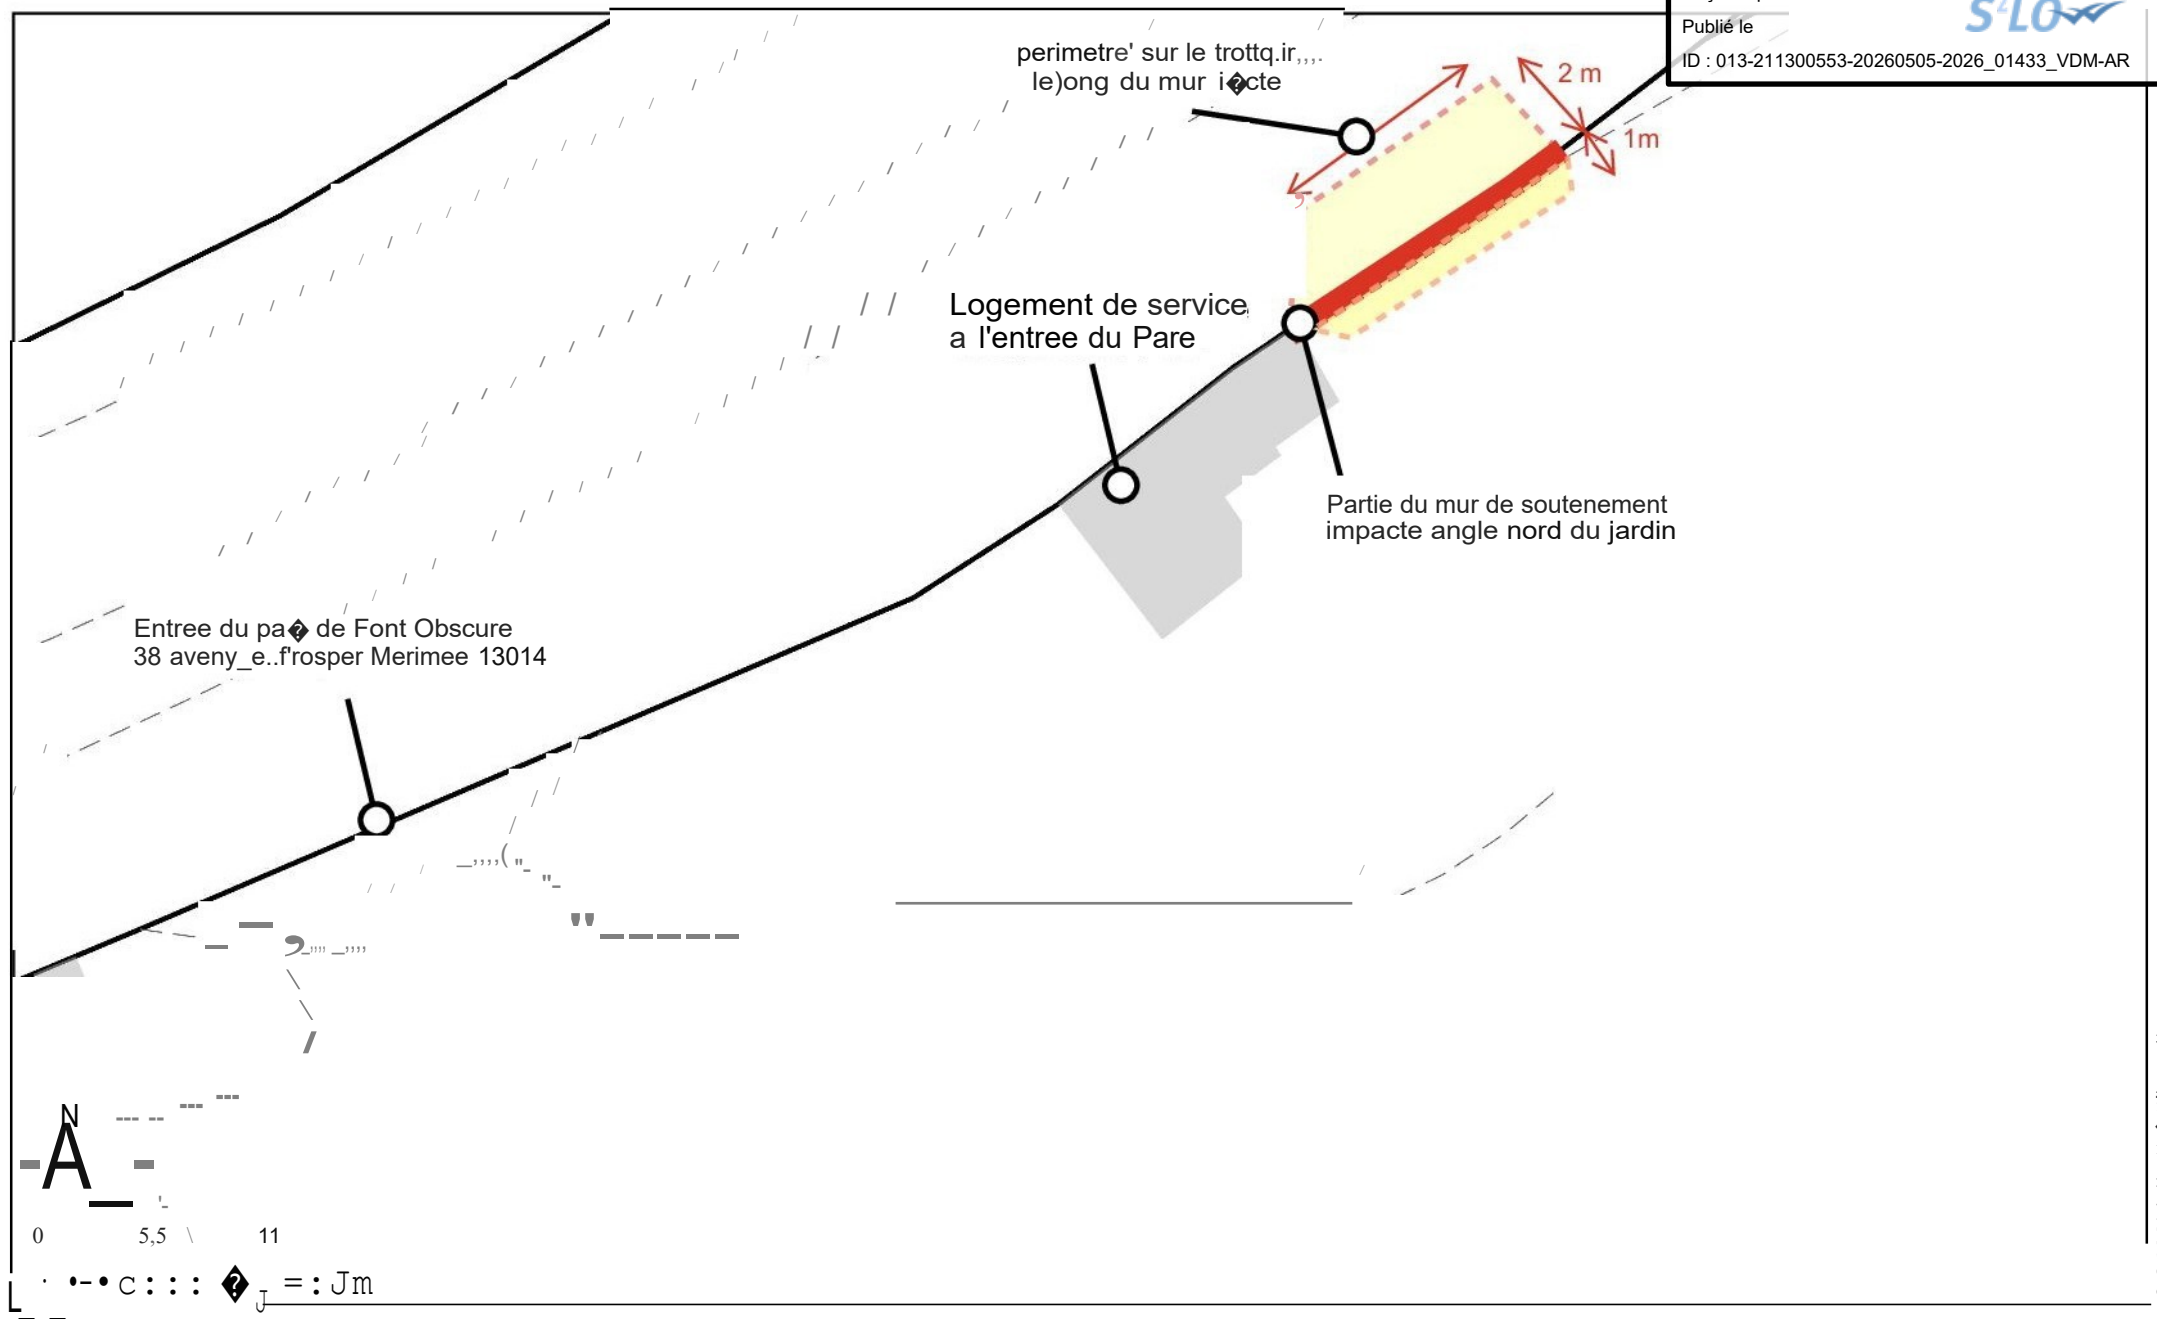 Publié le
S²LO
ID : 013-211300553-20260505-2026_01433_VDM-AR
perimetre' sur le trottq.ir,,,.
le)ong du mur i�cte
2 m
1m
Logement de service
a l'entree du Pare
Partie du mur de soutenement
impacte angle nord du jardin
Entree du pa� de Font Obscure
38 aveny_e..f'rosper Merimee 13014
N
A
0 5,5 11